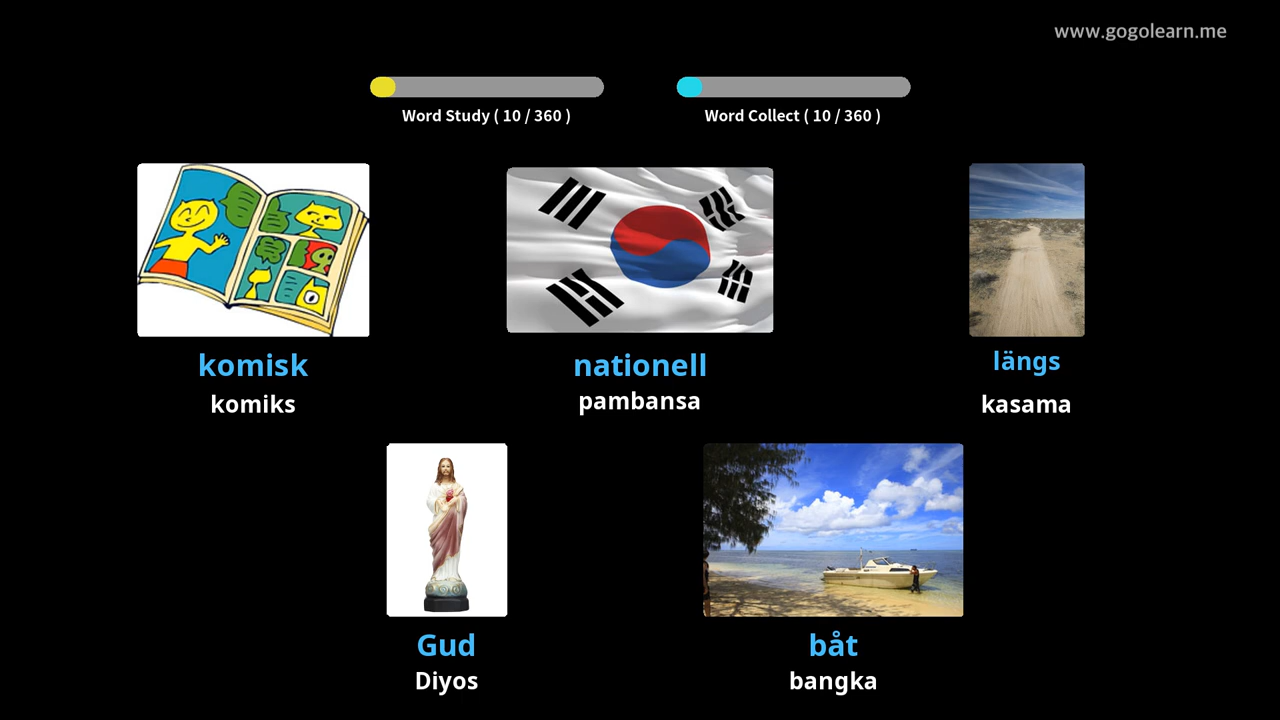 www.gogolearn.me
Word Study ( 10 / 360 )
Word Collect ( 10 / 360 )
komisk
komiks
nationell
pambansa
längs
kasama
Gud
Diyos
båt
bangka